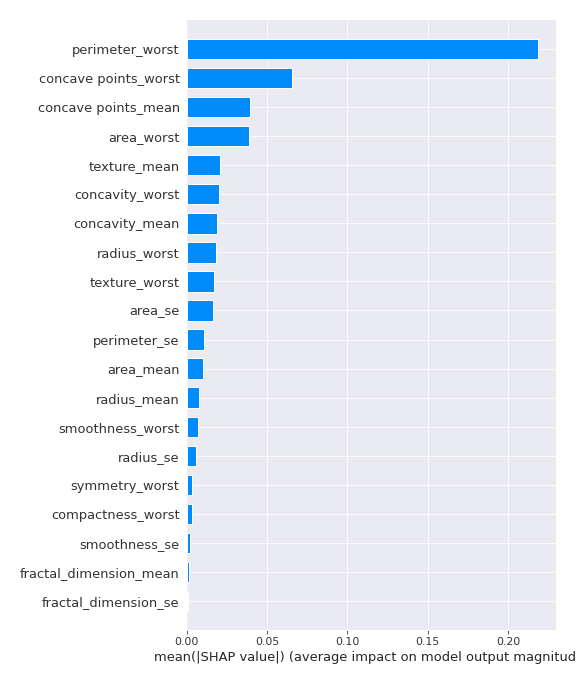 perimeter_worst
concave points_worst
concave points_mean
area_worst
texture_mean
concavity_worst
concavity_mean
radius_worst
texture_worst
area_se
perimeter_se
area_mean
radius_mean
smoothness_worst
radius_se
symmetry_worst
compactness_worst
smoothness_se
fractal_dimension_mean
fractal_dimension_se
0.00 0.05 0.10 0.15 0.20
mean(|SHAP value|) (average impact on model output magnitud